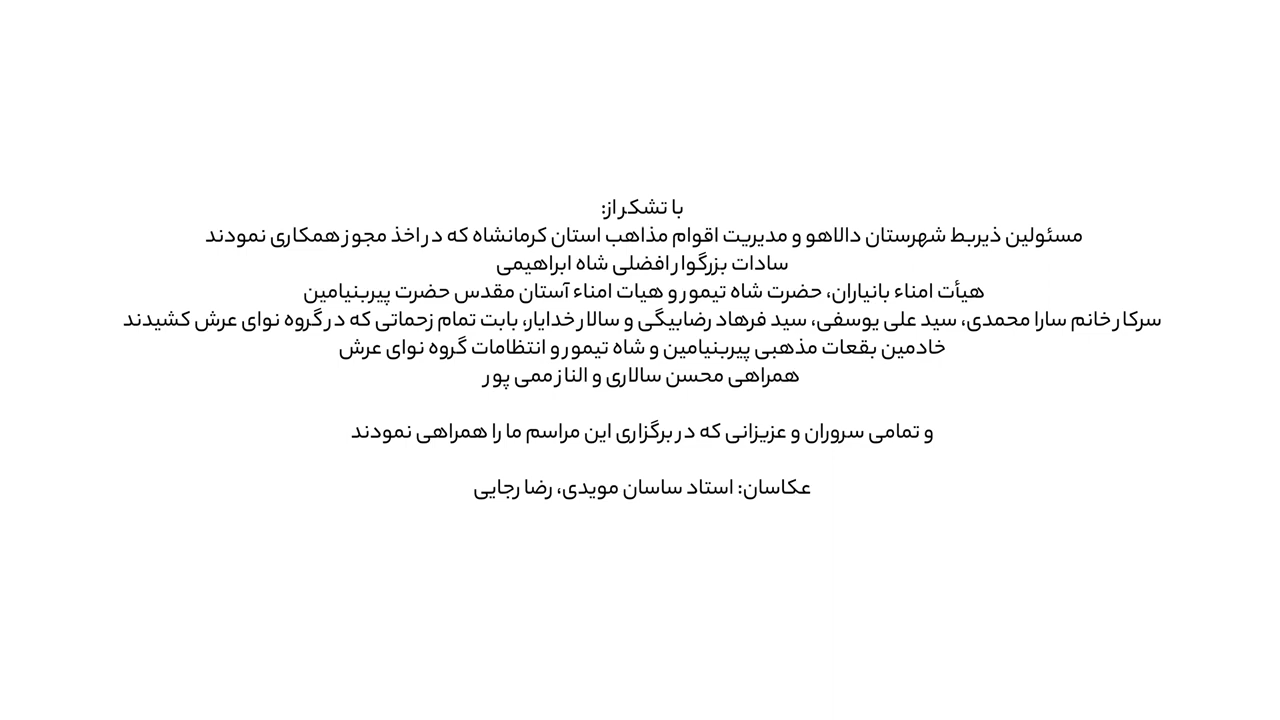 با تشکر از:
مسئولین ذیربط شهرستان دالاهو و مدیریت اقوام مذاهب استان کرمانشاه که در اخذ مجوز همکاری نمودند
سادات بزرگوار افضلی شاه ابراهیمی
هیأت امناء بانیاران، حضرت شاه تیمور و هیات امناء آستان مقدس حضرت پیربنیامین
سرکار خانم سارا محمدی، سید علی یوسفی، سید فرهاد رضابیگی و سالار خدایار، بابت تمام زحماتی که در گروه نوای عرش کشیدند
خادمین بقعات مذهبی پیربنیامین و شاه تیمور و انتظامات گروه نوای عرش
همراهی محسن سالاری و الناز ممی پور
و تمامی سروران و عزیزانی که در برگزاری این مراسم ما را همراهی نمودند
عکاسان: استاد ساسان مویدی، رضا رجایی